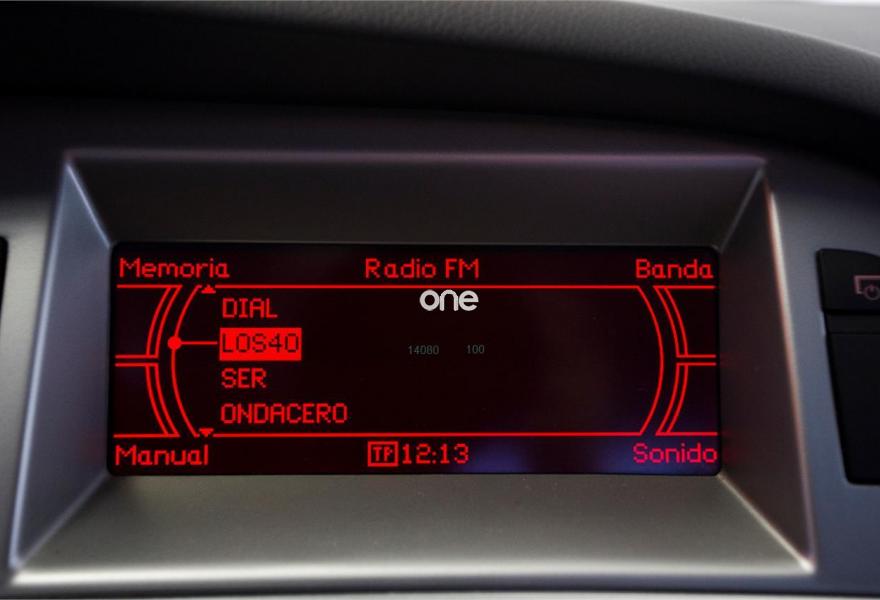 Memoria Radio FM Banda
one
DIAL
LOS40
14080 100
SER
ONDACERO
Manual TP 12:13 Sonido